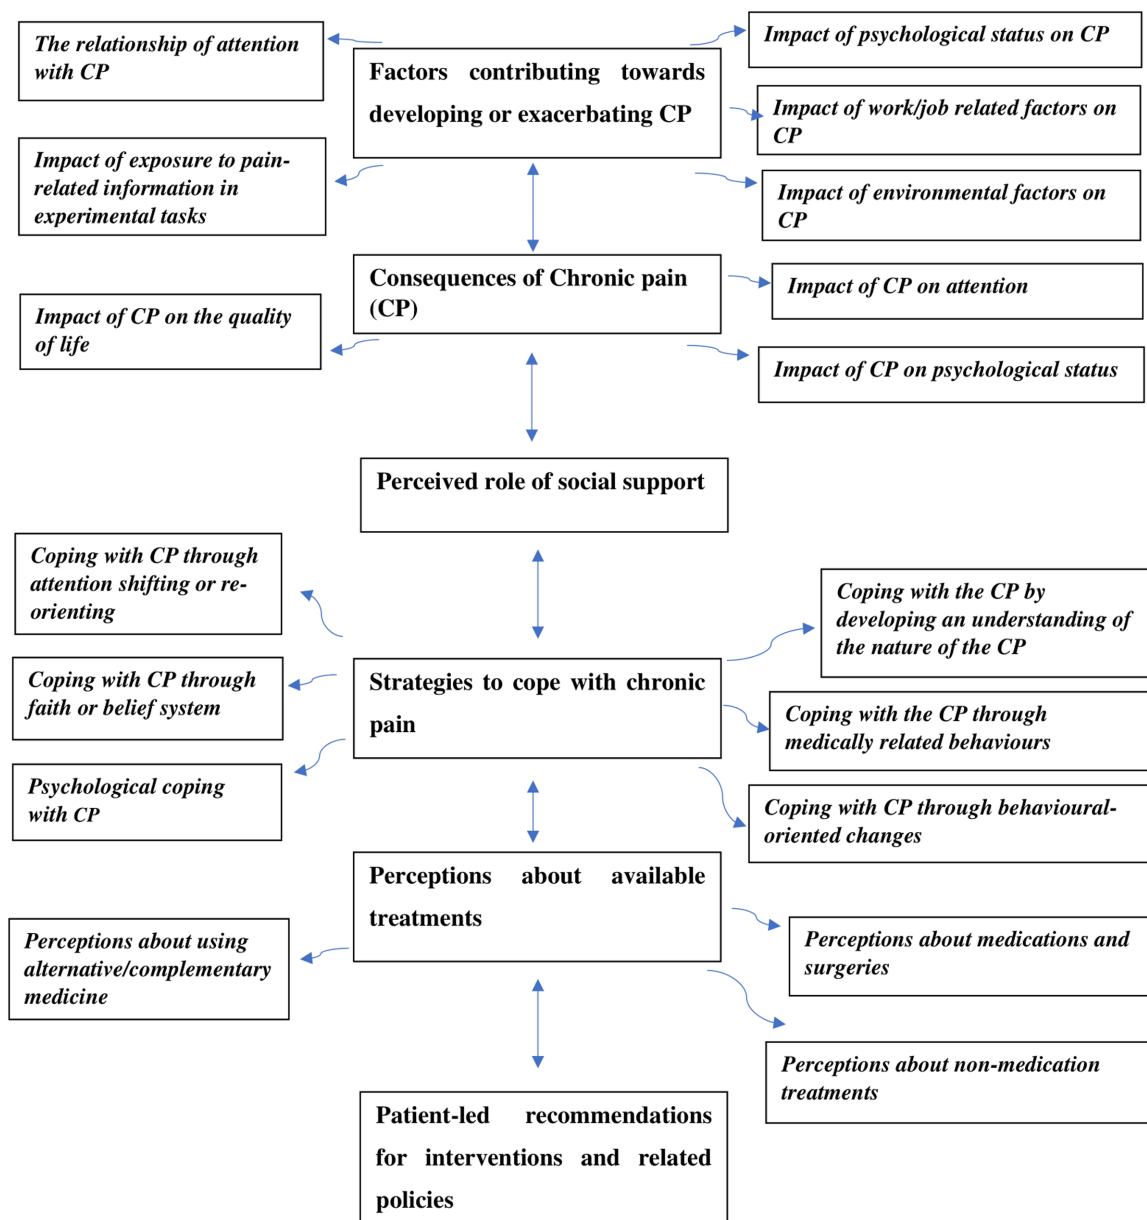 The relationship of attention
with CP
Impact of psychological status on CP
Factors contributing towards
developing or exacerbating CP
Impact of work/job related factors on
CP
Impact of exposure to pain-
related information in
experimental tasks
Impact of environmental factors on
CP
Consequences of Chronic pain
(CP)
Impact of CP on attention
Impact of CP on the quality
of life
Impact of CP on psychological status
Perceived role of social support
Coping with CP through
attention shifting or re-
orienting
Coping with the CP by
developing an understanding of
the nature of the CP
Coping with CP through
faith or belief system
Strategies to cope with chronic
pain
Coping with the CP through
medically related behaviours
Psychological coping
with CP
Coping with CP through behavioural-
oriented changes
Perceptions about available
treatments
Perceptions about using
alternative/complementary
medicine
Perceptions about medications and
surgeries
Perceptions about non-medication
treatments
Patient-led recommendations
for interventions and related
policies